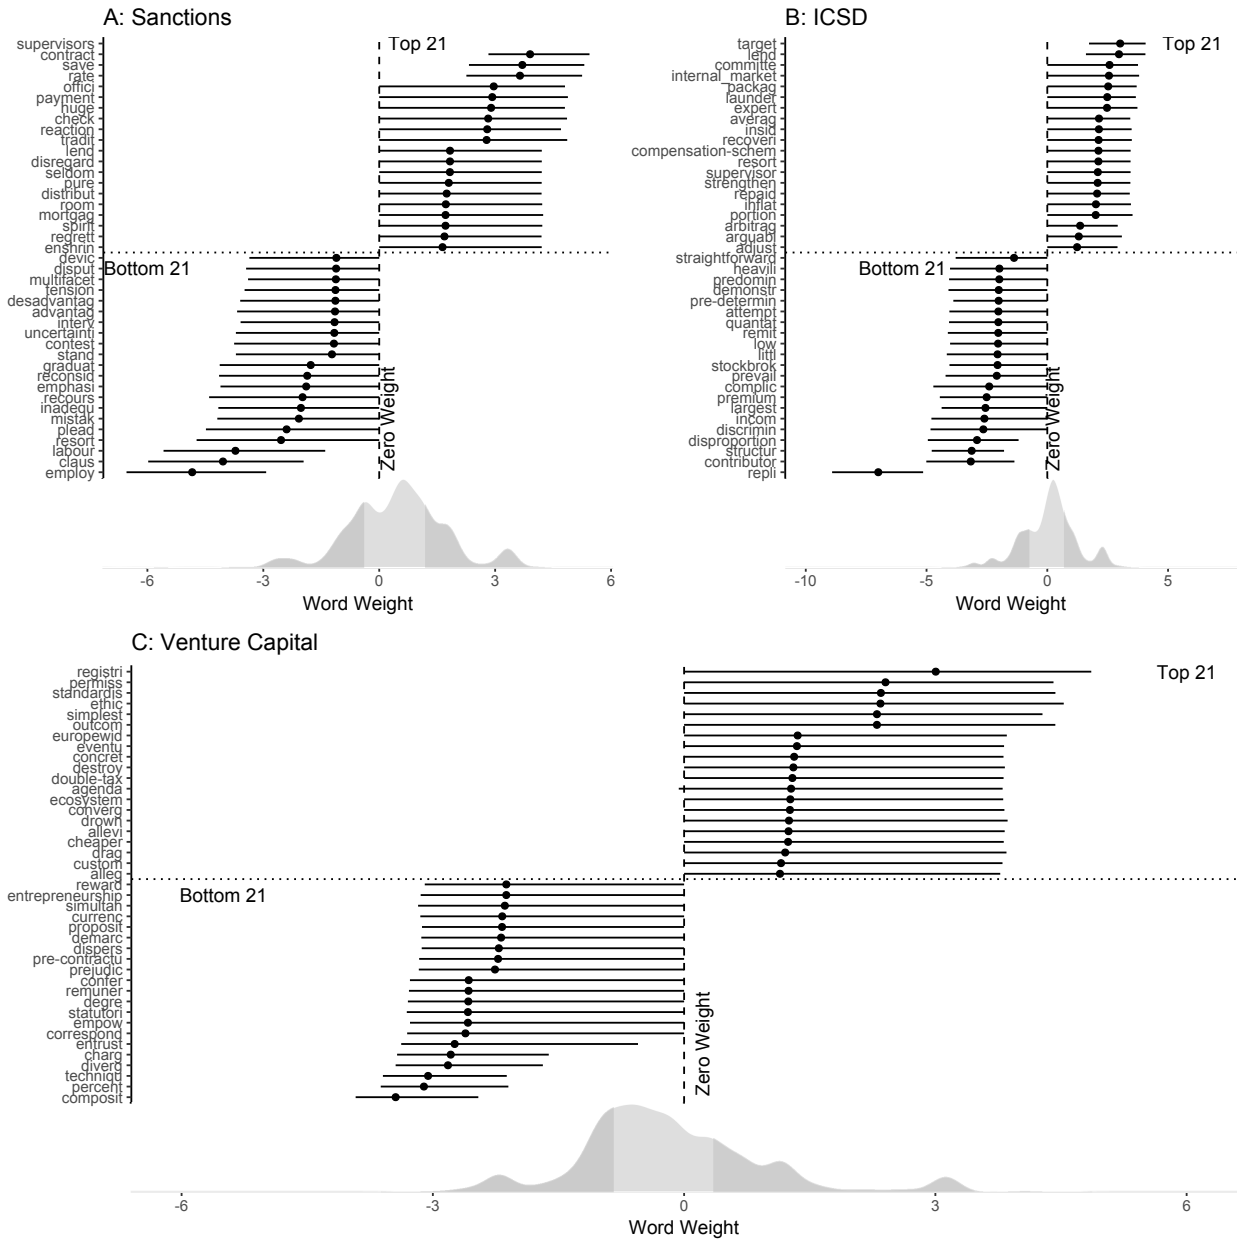 A: Sanctions
Top 21
supervisors
contract
save
rate
offici
payment
huge
check
reaction
tradit
lend
disregard
seldom
pure
distribut
room
mortgag
spirit
regrett
enshrin
devic
Bottom 21
disput
multifacet
tension
desadvantag
advantag
interv
uncertainti
contest
stand
graduat
reconsid
emphasi
recours
inadequ
mistak
plead
resort
labour
claus
employ
Zero Weight
-6 -3 0 3 6
Word Weight
B: ICSD
Top 21
target
lend
committe
internal_market
packag
launder
expert
averag
insid
recoveri
compensation-schem
resort
supervisor
strengthen
repaid
inflat
portion
arbitrag
arguabl
adjust
straightforward
Bottom 21
heavili
predomin
demonstr
pre-determin
attempt
quantat
remit
low
littl
stockbrok
prevail
complic
premium
largest
incom
discrimin
disproportion
structur
contributor
repli
Zero Weight
-10 -5 0 5
Word Weight
C: Venture Capital
Top 21
registri
permiss
standardis
ethic
simplest
outcom
europewid
eventu
concret
destroy
double-tax
agenda
ecosystem
converg
drown
allevi
cheaper
drag
custom
alleg
reward
Bottom 21
entrepreneurship
simultan
currenc
proposit
demarc
dispers
pre-contractu
prejudic
confer
remuner
degre
statutori
empow
correspond
entrust
charg
diverg
techniqu
percent
composit
Zero Weight
-6 -3 0 3 6
Word Weight